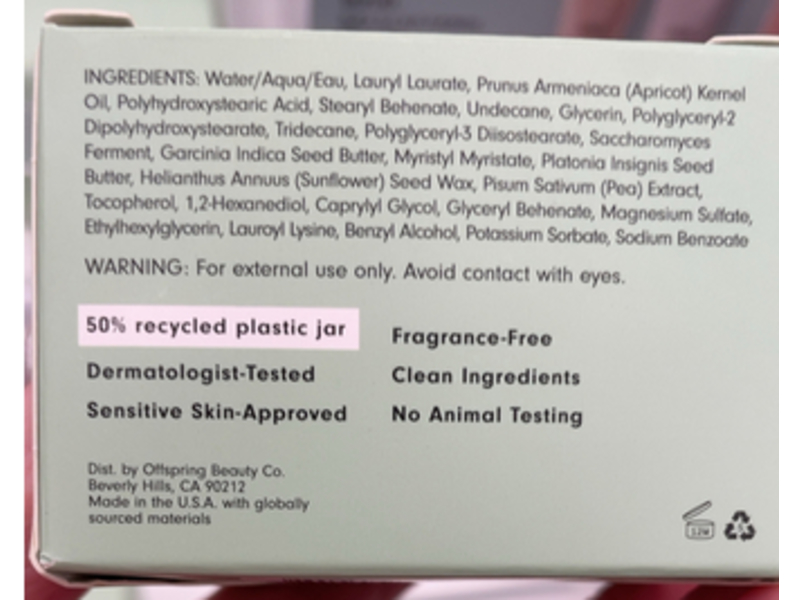 INGREDIENTS: Water/Aqua/Eau, Lauryl Laurate, Prunus Armeniaca (Apricot) Kernel
Oil, Polyhydroxystearic Acid, Stearyl Behenate, Undecane, Glycerin, Polyglyceryl-2
Dipolyhydroxystearate, Tridecane, Polyglyceryl-3 Diisostearate, Saccharomyces
Ferment, Garcinia Indica Seed Butter, Myristyl Myristate, Platonia Insignis Seed
Butter, Helianthus Annuus (Sunflower) Seed Wax, Pisum Sativum (Pea) Extract,
Tocopherol, 1,2-Hexanediol, Caprylyl Glycol, Glyceryl Behenate, Magnesium Sulfate,
Ethylhexylglycerin, Lauroyl Lysine, Benzyl Alcohol, Potassium Sorbate, Sodium Benzoate
WARNING: For external use only. Avoid contact with eyes.
50% recycled plastic jar
Dermatologist-Tested
Sensitive Skin-Approved
Fragrance-Free
Clean Ingredients
No Animal Testing
Dist. by Offspring Beauty Co.
Beverly Hills, CA 90212
Made in the U.S.A. with globally
sourced materials
12M